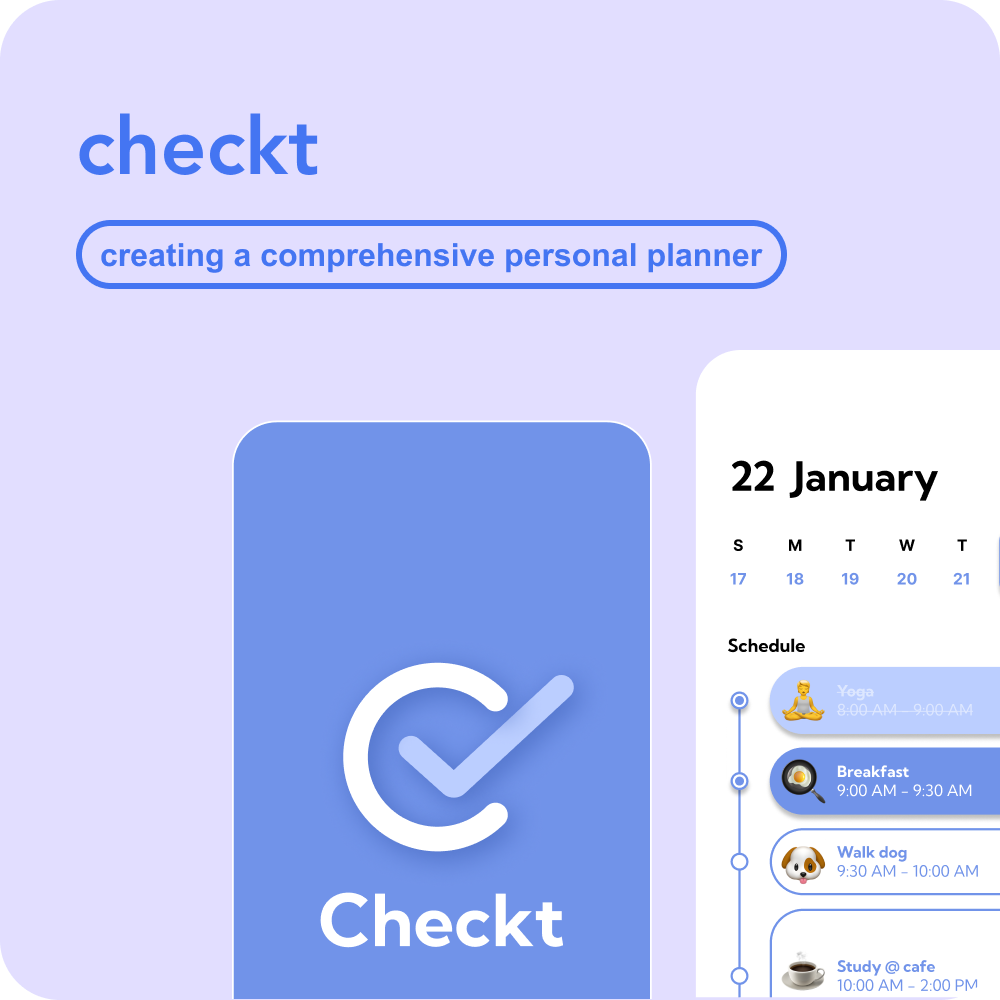 checkt
creating a comprehensive personal planner
Checkt
22 January
S M T W T
17 18 19 20 21
Schedule
Yoga
8:00 AM - 9:00 AM
Breakfast
9:00 AM - 9:30 AM
Walk dog
9:30 AM - 10:00 AM
Study @ cafe
10:00 AM - 2:00 PM